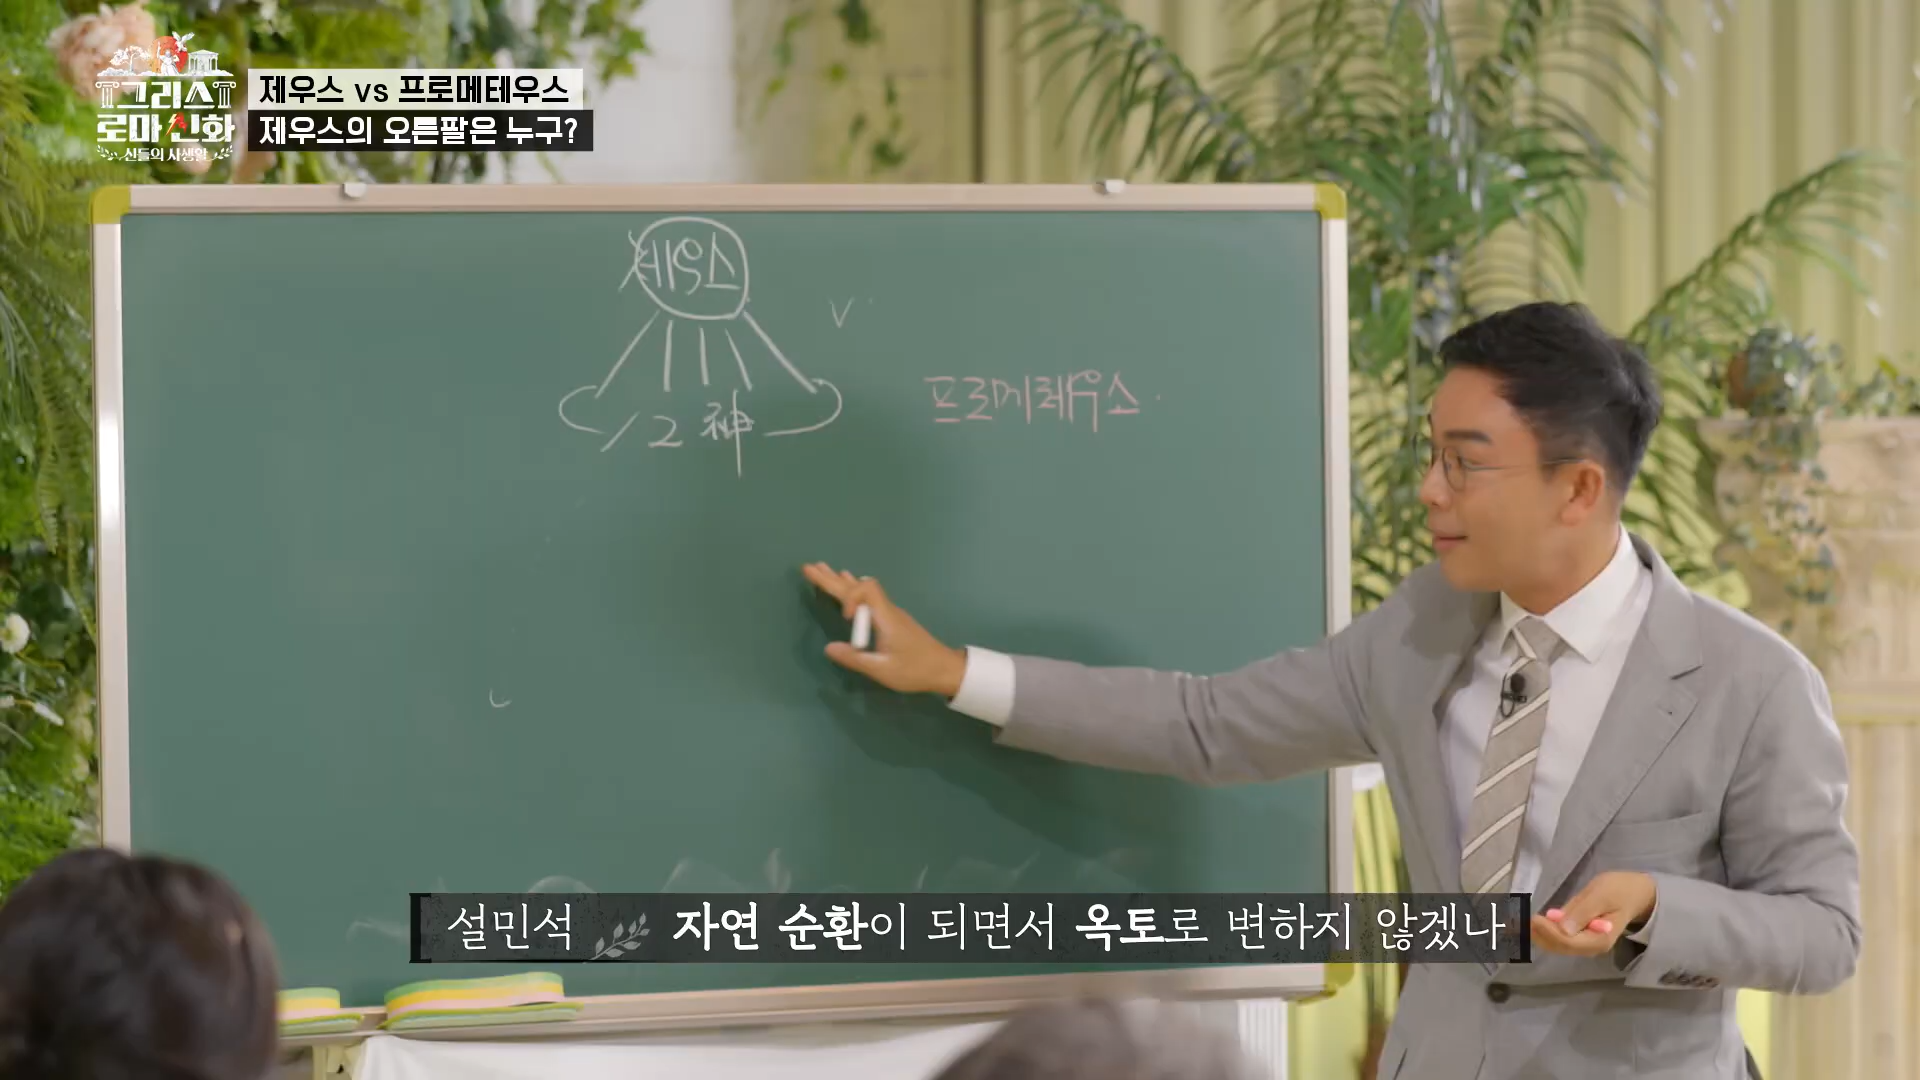 그리스
로마 신화
신들의 사생활
제우스 vs 프로메테우스
제우스의 오른팔은 누구?
제우스
V
프로메테우스
12神
설민석 자연 순환이 되면서 옥토로 변하지 않겠나